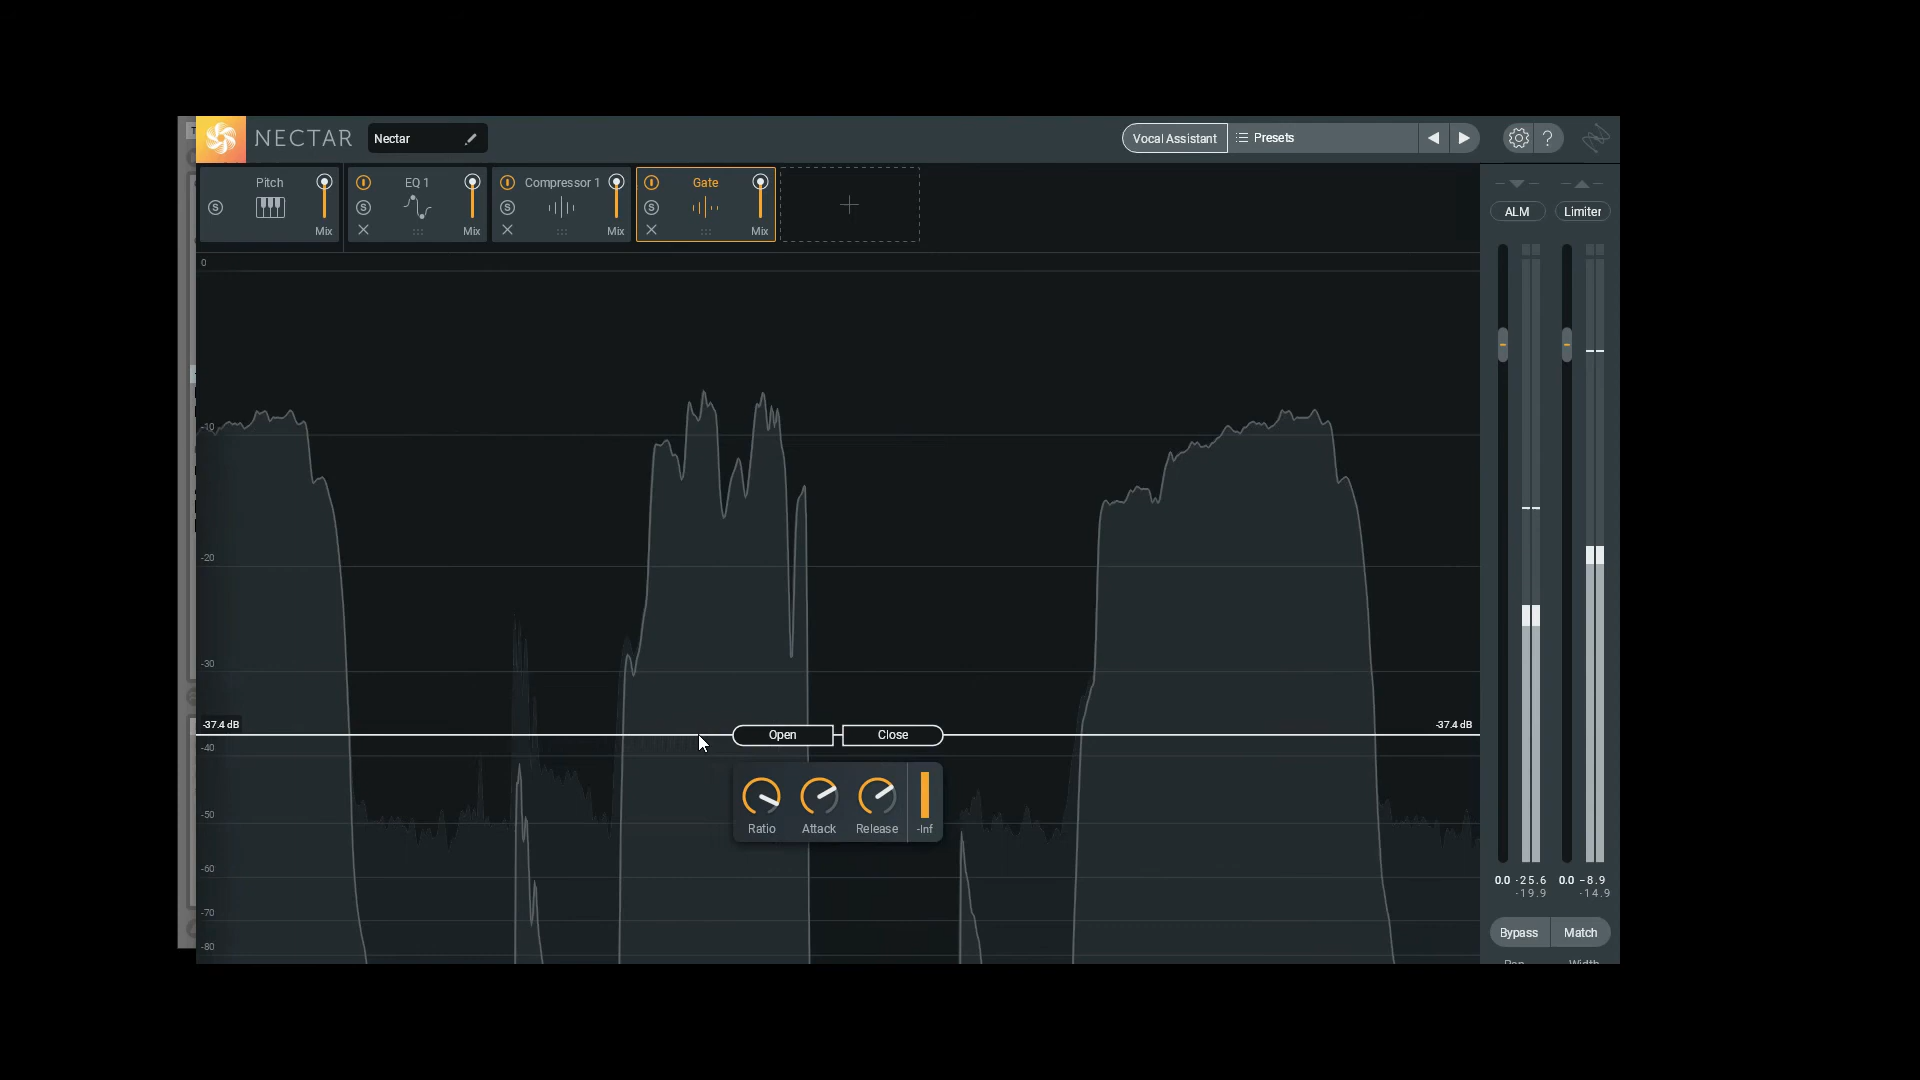 NECTAR
Nectar
Vocal Assistant
Presets
?
Pitch
S
Mix
EQ 1
S
Mix
Compressor 1
S
Mix
Gate
S
Mix
ALM
Limiter
0
-10
-20
-30
-37.4 dB
-37.4 dB
Open
Close
-40
-50
-60
-70
-80
Ratio
Attack
Release
-Inf
0.0 -25.6
-19.9
0.0 -8.9
-14.9
Bypass
Match